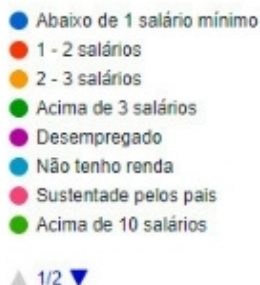 Abaixo de 1 salário mínimo
1 - 2 salários
2 - 3 salários
Acima de 3 salários
Desempregado
Não tenho renda
Sustentade pelos pais
Acima de 10 salários
1/2